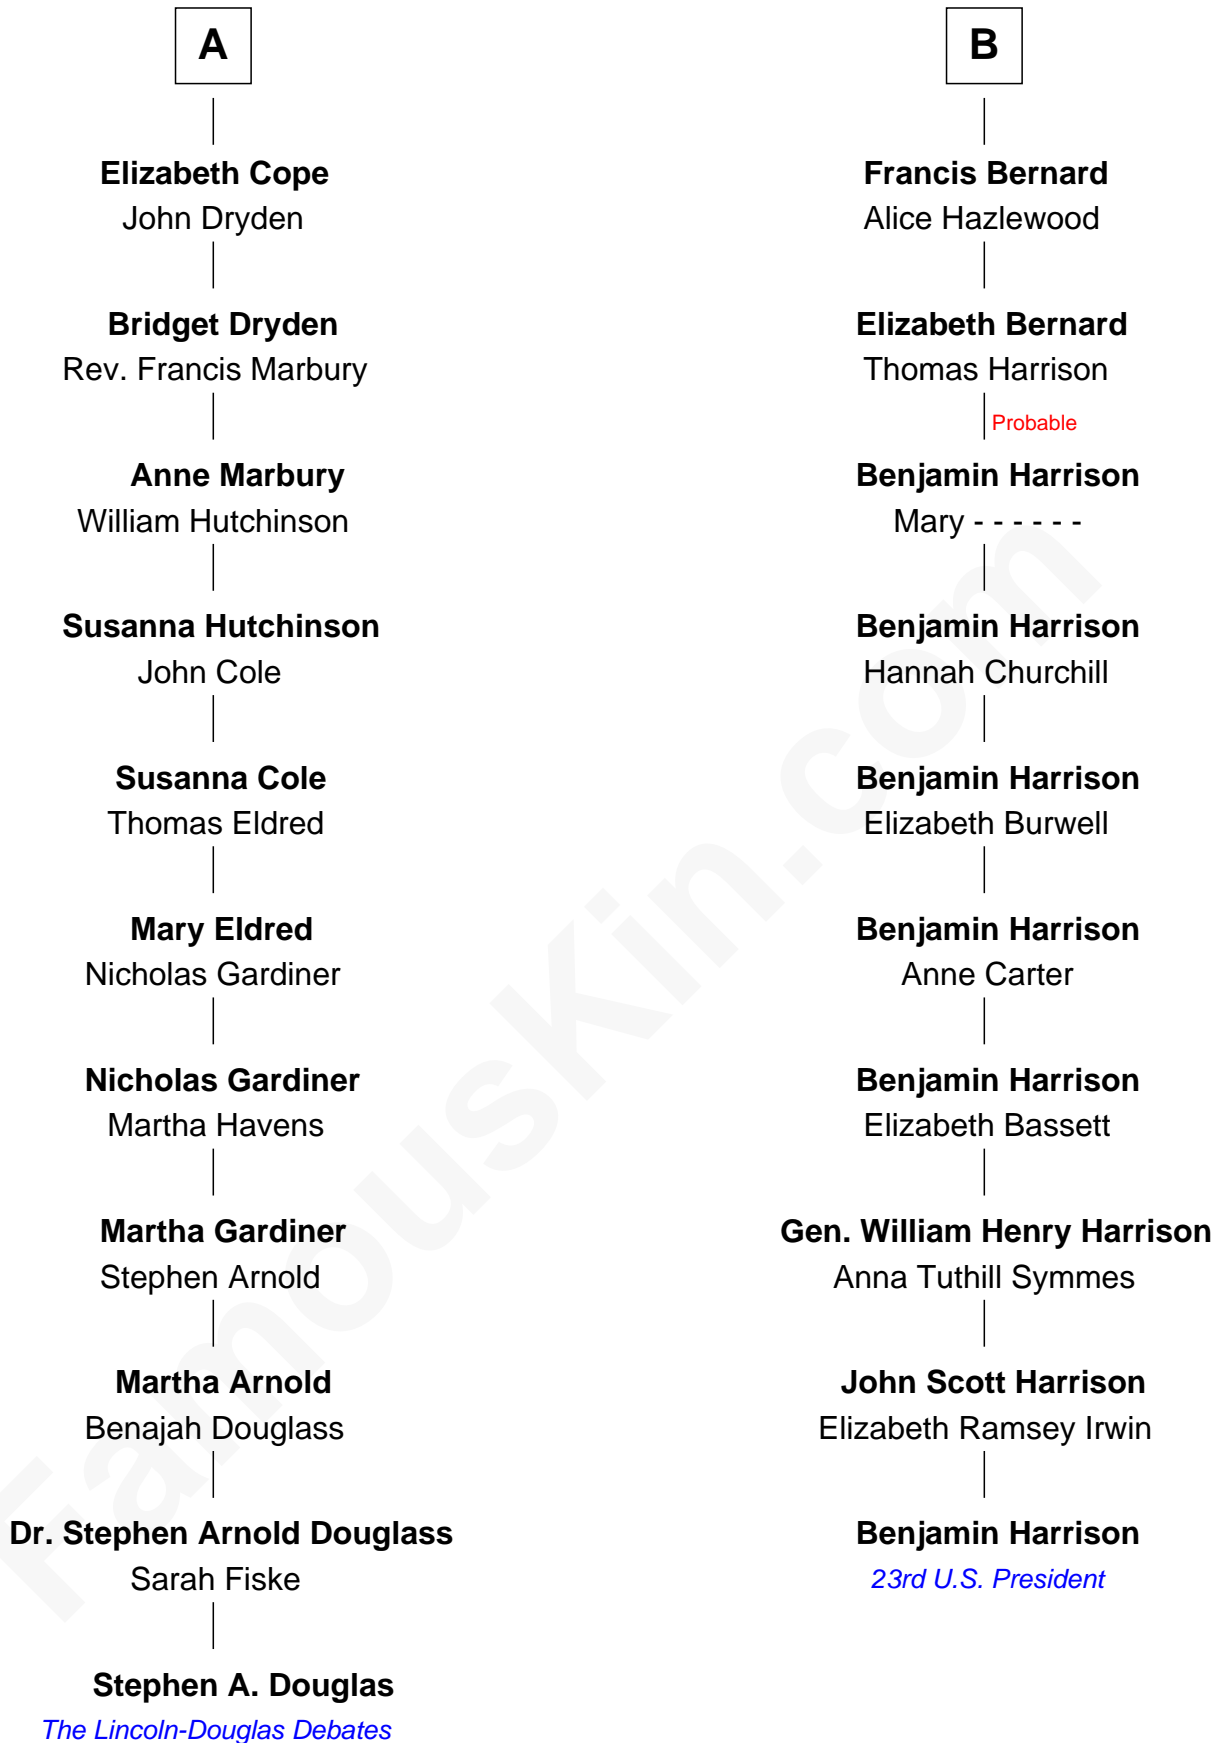 A
Elizabeth Cope
John Dryden
Bridget Dryden
Rev. Francis Marbury
Anne Marbury
William Hutchinson
Susanna Hutchinson
John Cole
Susanna Cole
Thomas Eldred
Mary Eldred
Nicholas Gardiner
Nicholas Gardiner
Martha Havens
Martha Gardiner
Stephen Arnold
Martha Arnold
Benajah Douglass
Dr. Stephen Arnold Douglass
Sarah Fiske
Stephen A. Douglas
The Lincoln-Douglas Debates
B
Francis Bernard
Alice Hazlewood
Elizabeth Bernard
Thomas Harrison
Probable
Benjamin Harrison
Mary - - - - - -
Benjamin Harrison
Hannah Churchill
Benjamin Harrison
Elizabeth Burwell
Benjamin Harrison
Anne Carter
Benjamin Harrison
Elizabeth Bassett
Gen. William Henry Harrison
Anna Tuthill Symmes
John Scott Harrison
Elizabeth Ramsey Irwin
Benjamin Harrison
23rd U.S. President
FamousKin.com